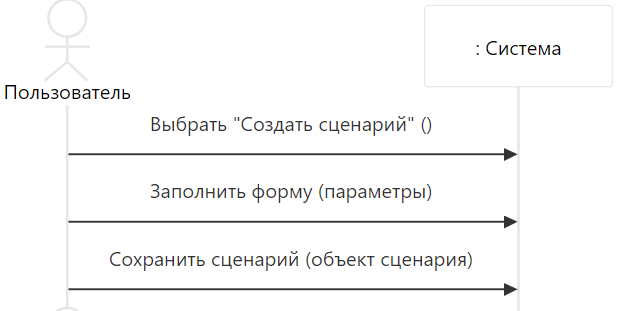 : Система
Пользователь
Выбрать "Создать сценарий" ()
Заполнить форму (параметры)
Сохранить сценарий (объект сценария)